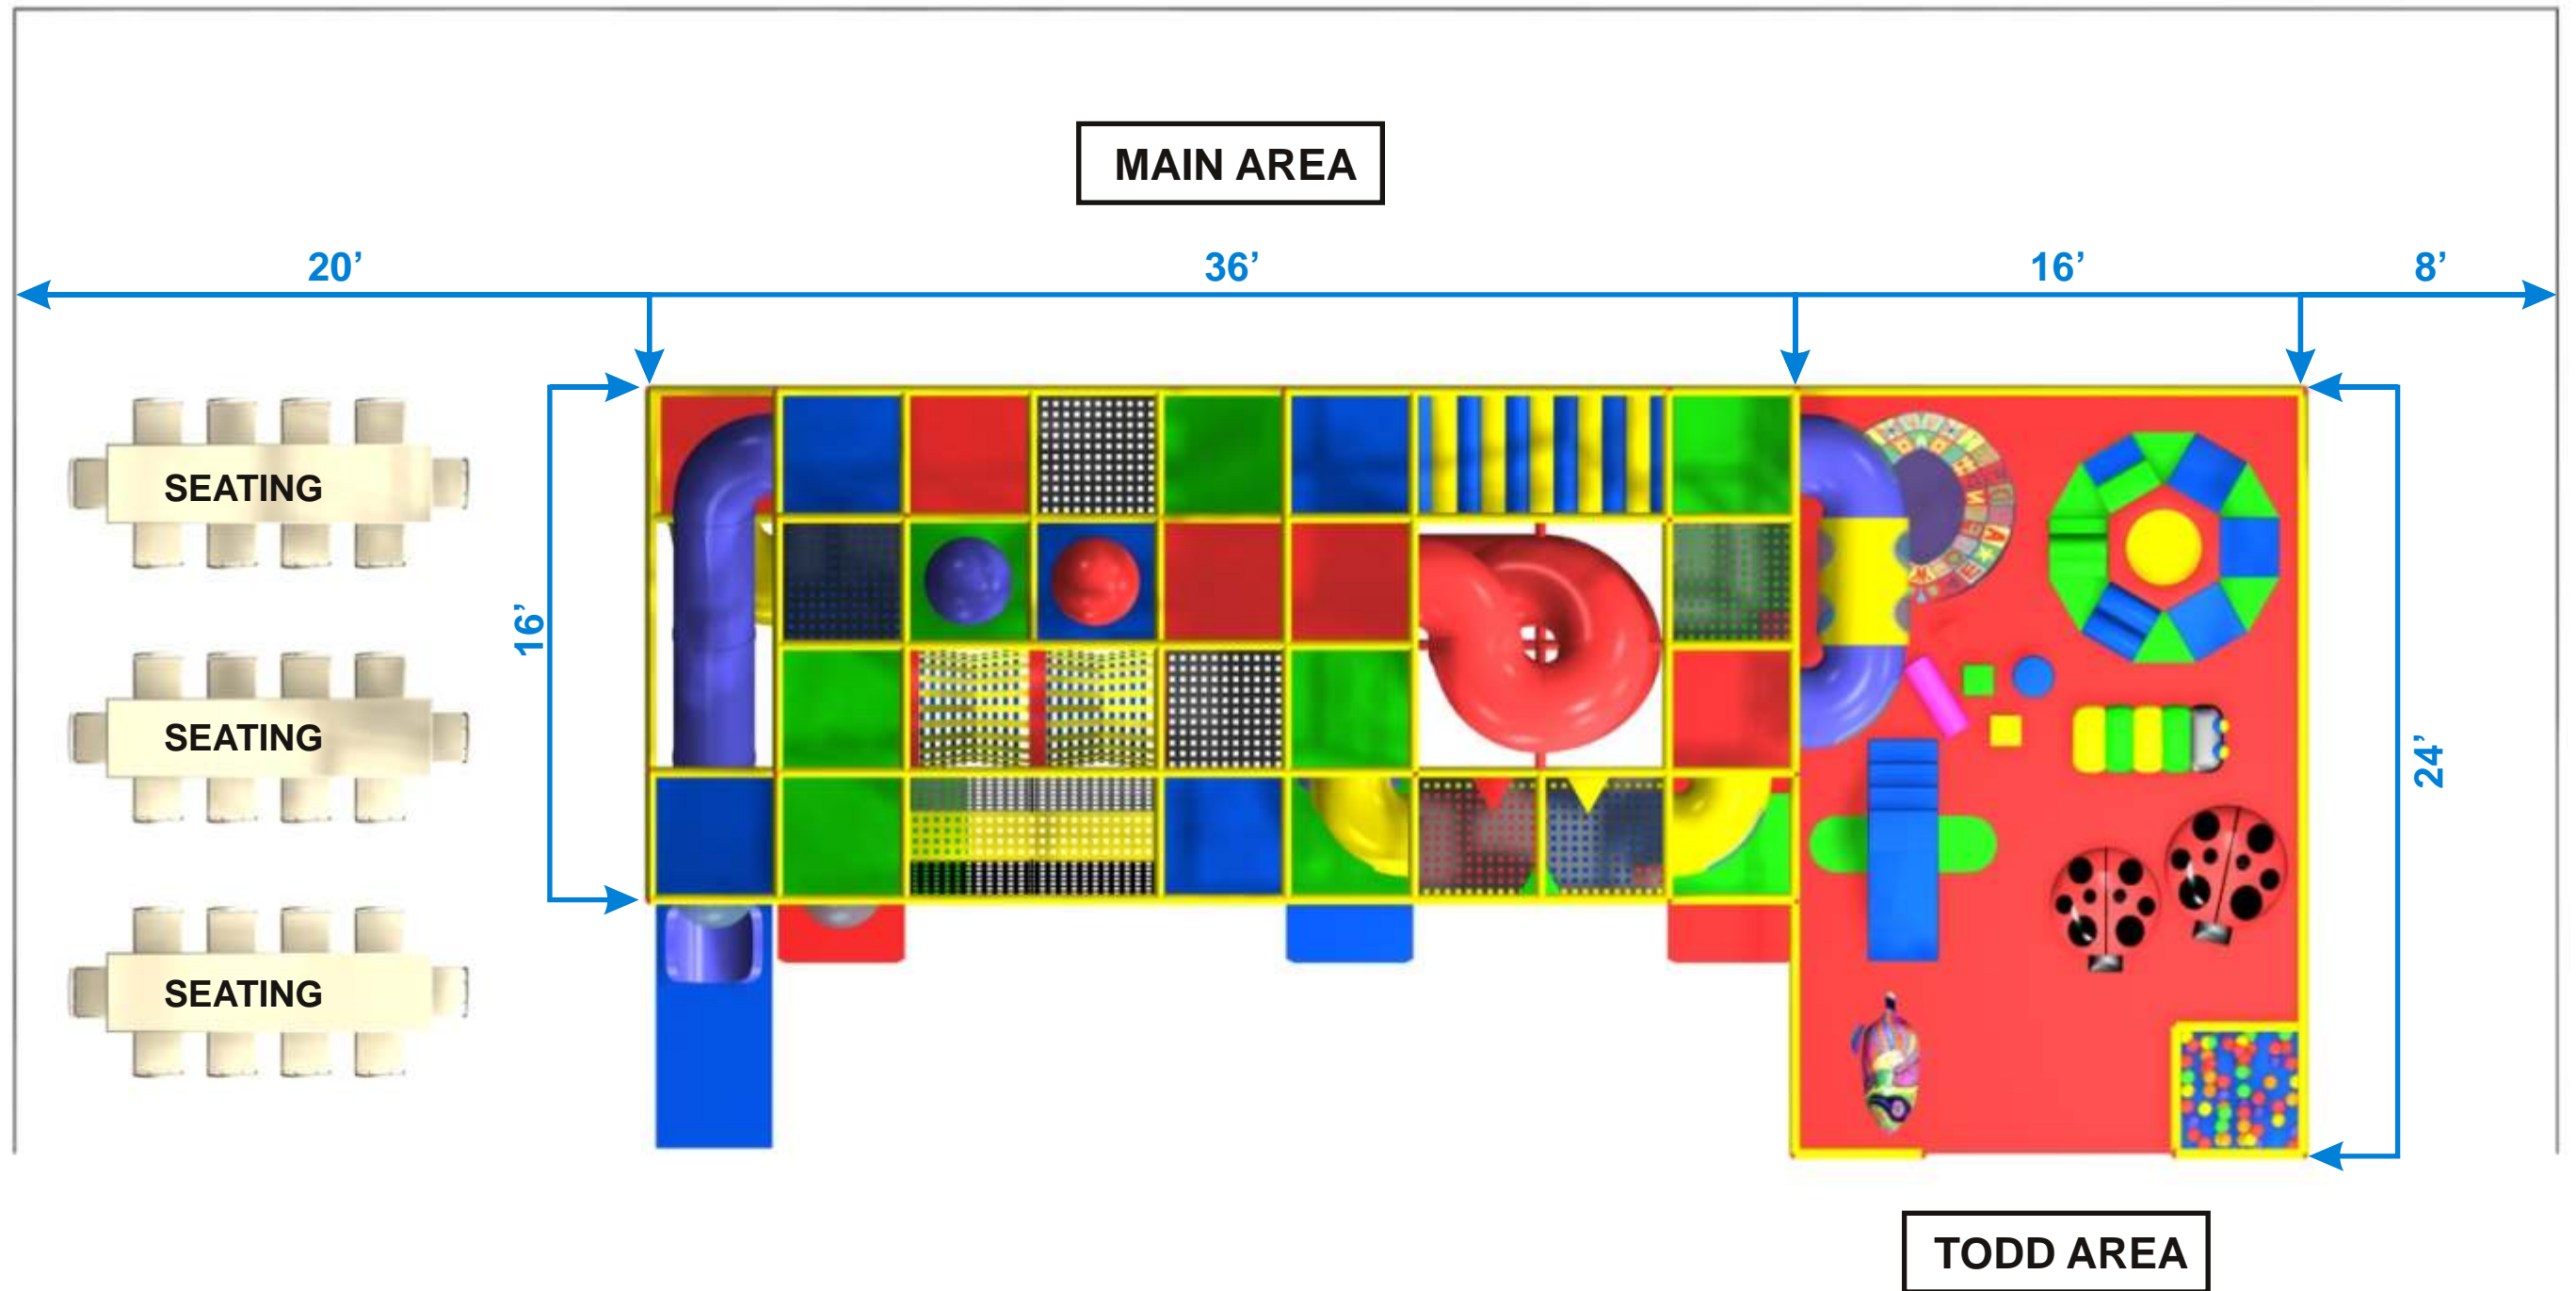 MAIN AREA
20’
36’
16’
8’
SEATING
16’
SEATING
24’
SEATING
TODD AREA